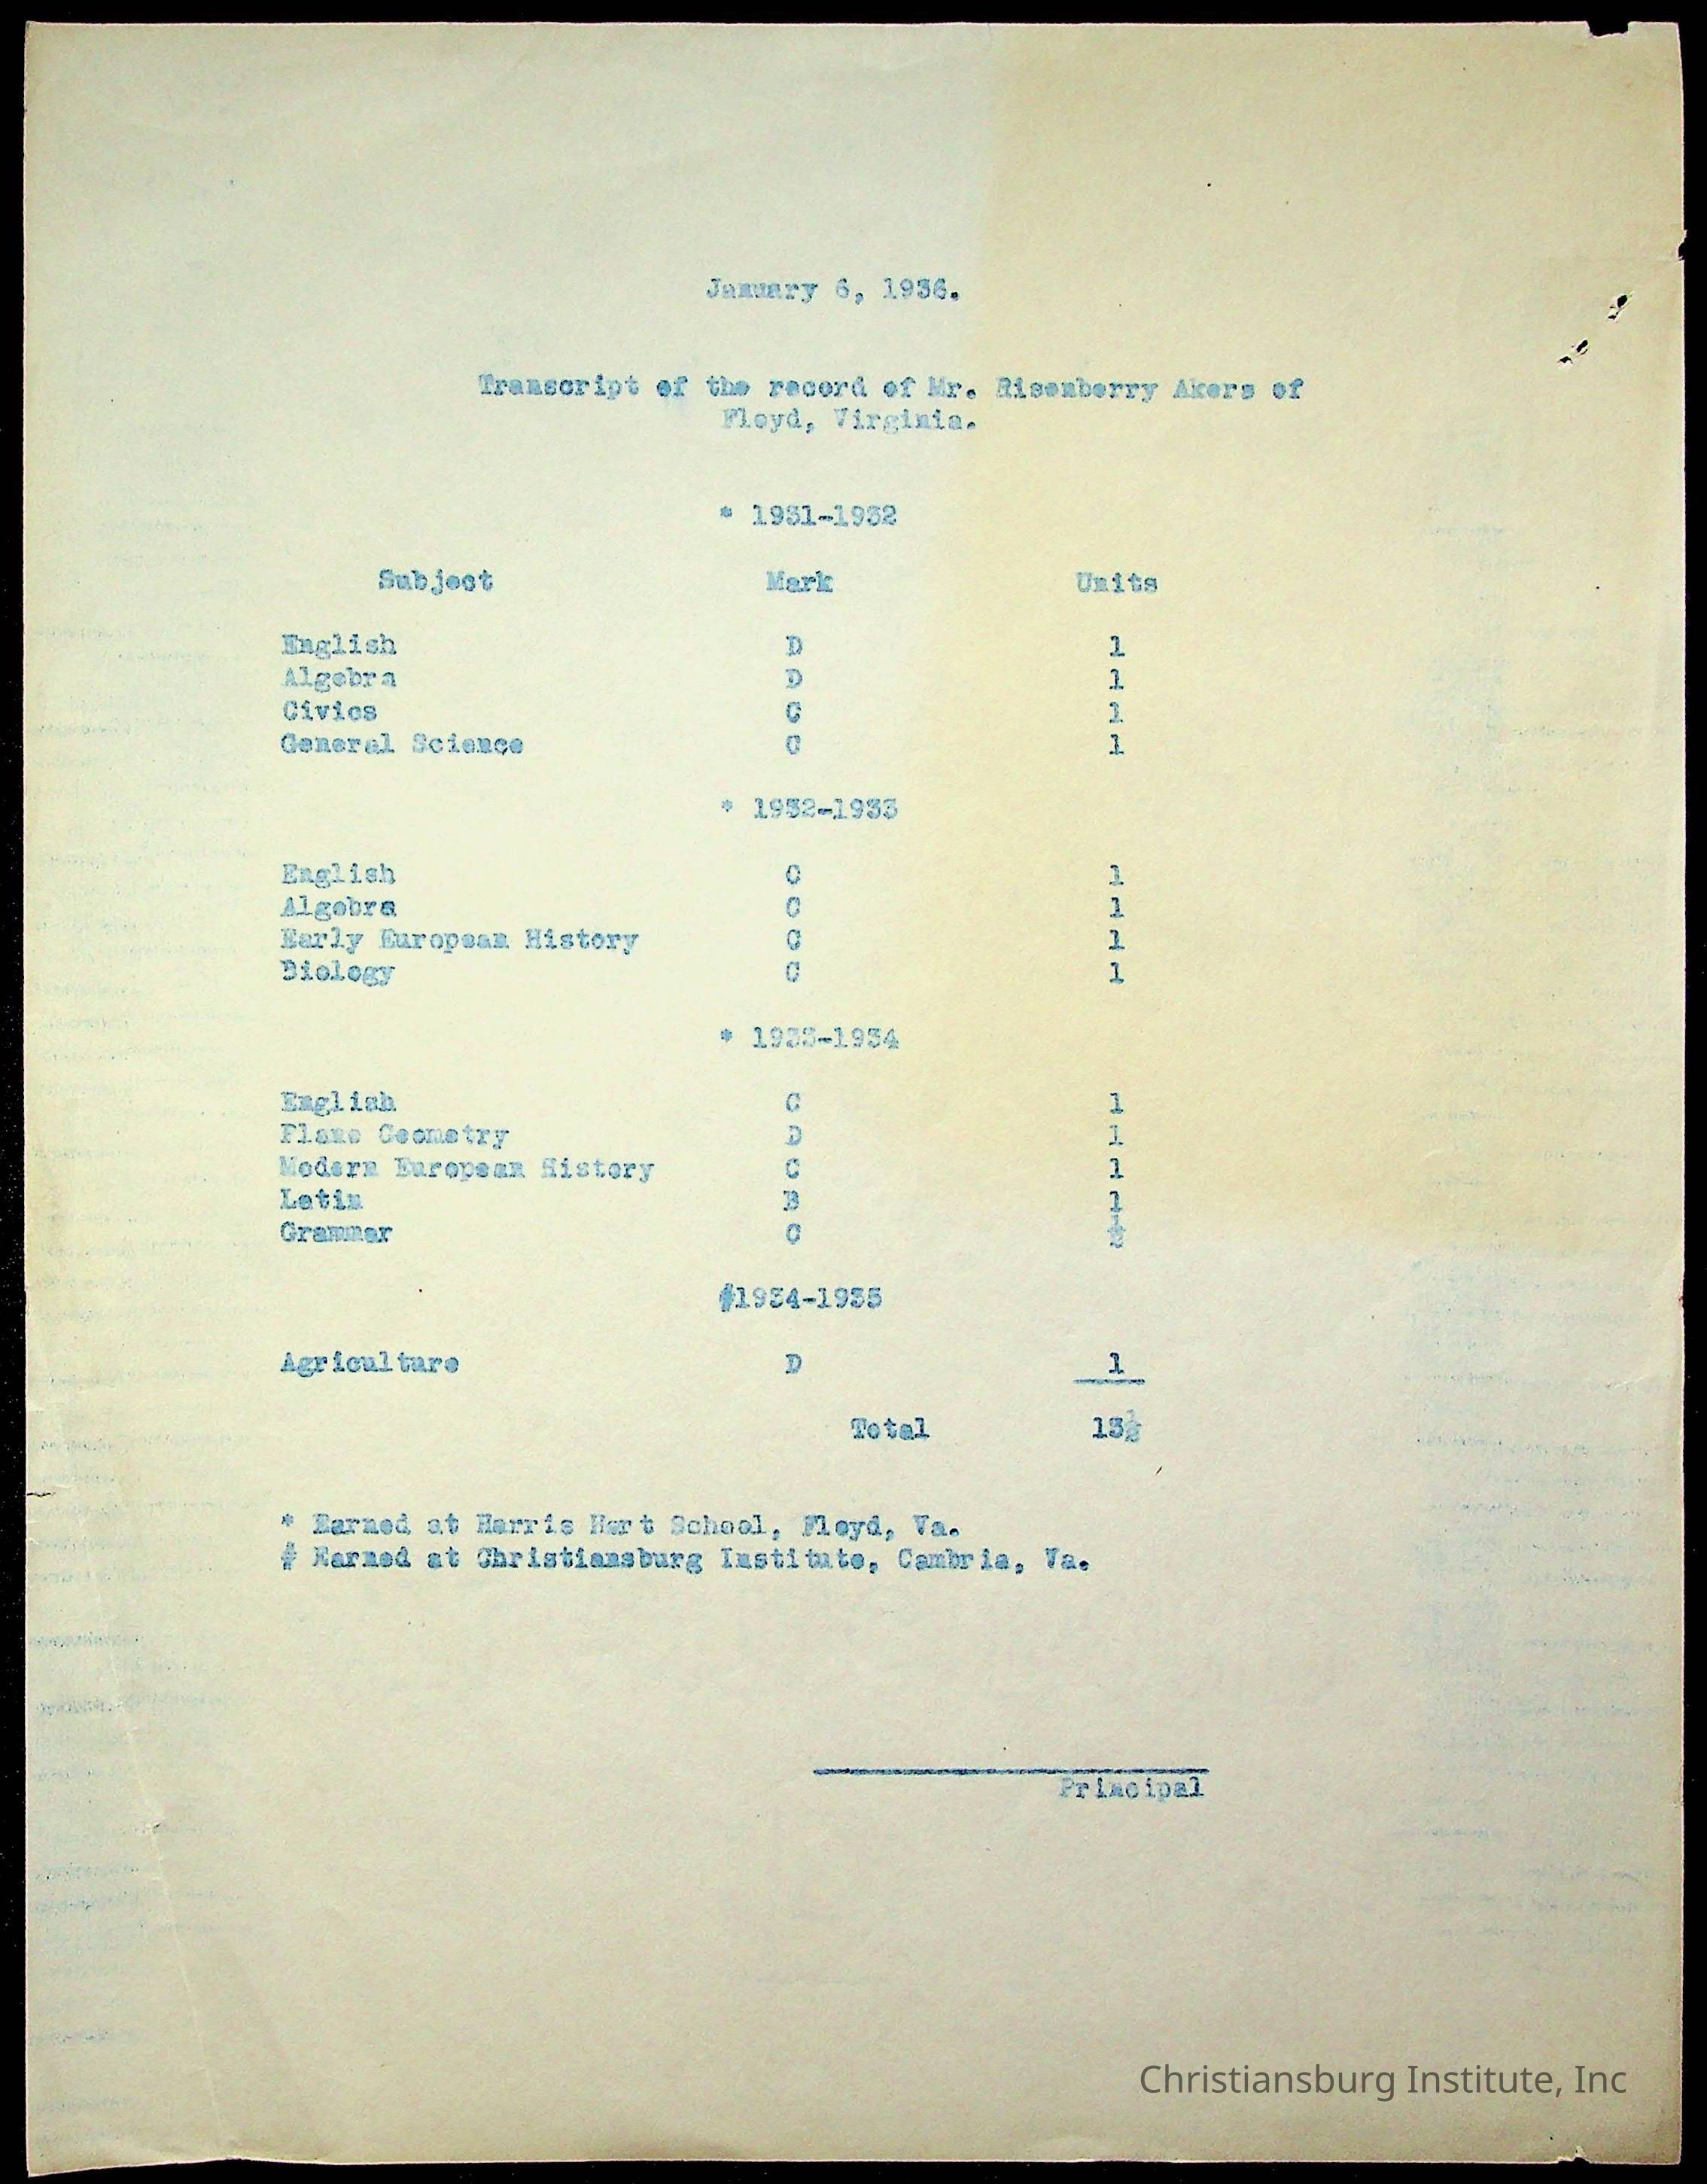 January 6, 1936.
Transcript of the record of Mr. Risenberry Akers of
Floyd, Virginia.
* 1931-1932
Subject Mark Units
English D 1
Algebra D 1
Civics C 1
General Science C 1
* 1932-1933
English C 1
Algebra C 1
Early European History C 1
Biology C 1
* 1933-1934
English C 1
Plane Geometry D 1
Modern European History C 1
Latin B 1
Grammar C ½
#1934-1935
Agriculture D 1
Total 13½
* Earned at Harris Hart School, Floyd, Va.
# Earned at Christiansburg Institute, Cambria, Va.
Principal
Christiansburg Institute, Inc